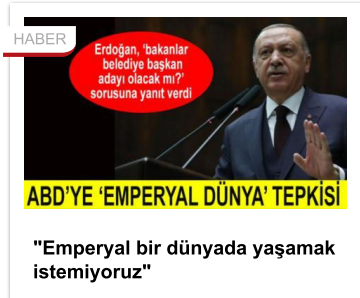 HABER
Erdoğan, ‘bakanlar
belediye başkan
adayı olacak mı?’
sorusuna yanıt verdi
ABD’YE ‘EMPERYAL DÜNYA’ TEPKİSİ
"Emperyal bir dünyada yaşamak
istemiyoruz"